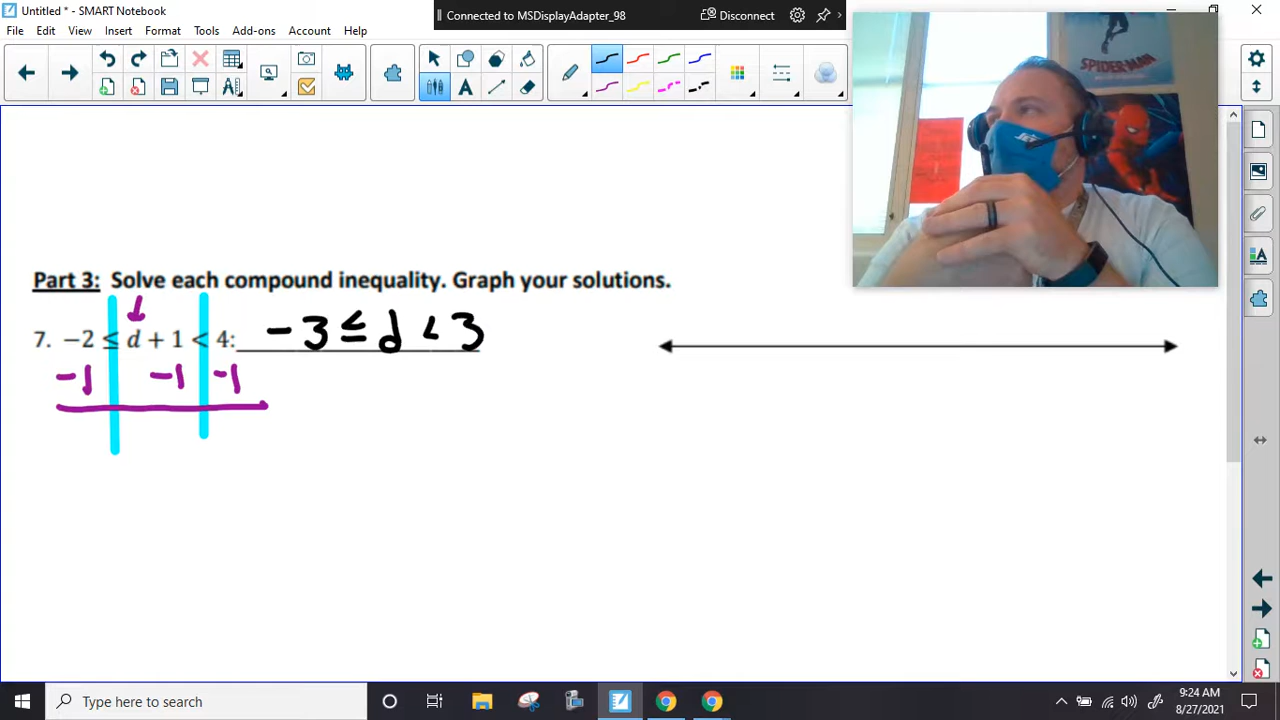 Untitled * - SMART Notebook
Connected to MSDisplayAdapter_98
Disconnect
File Edit View Insert Format Tools Add-ons Account Help
SPIDER-MAN
Part 3: Solve each compound inequality. Graph your solutions.
7. −2 ≤ d + 1 < 4: -3 ≤ d < 3
-1 -1 -1
Type here to search
9:24 AM
8/27/2021